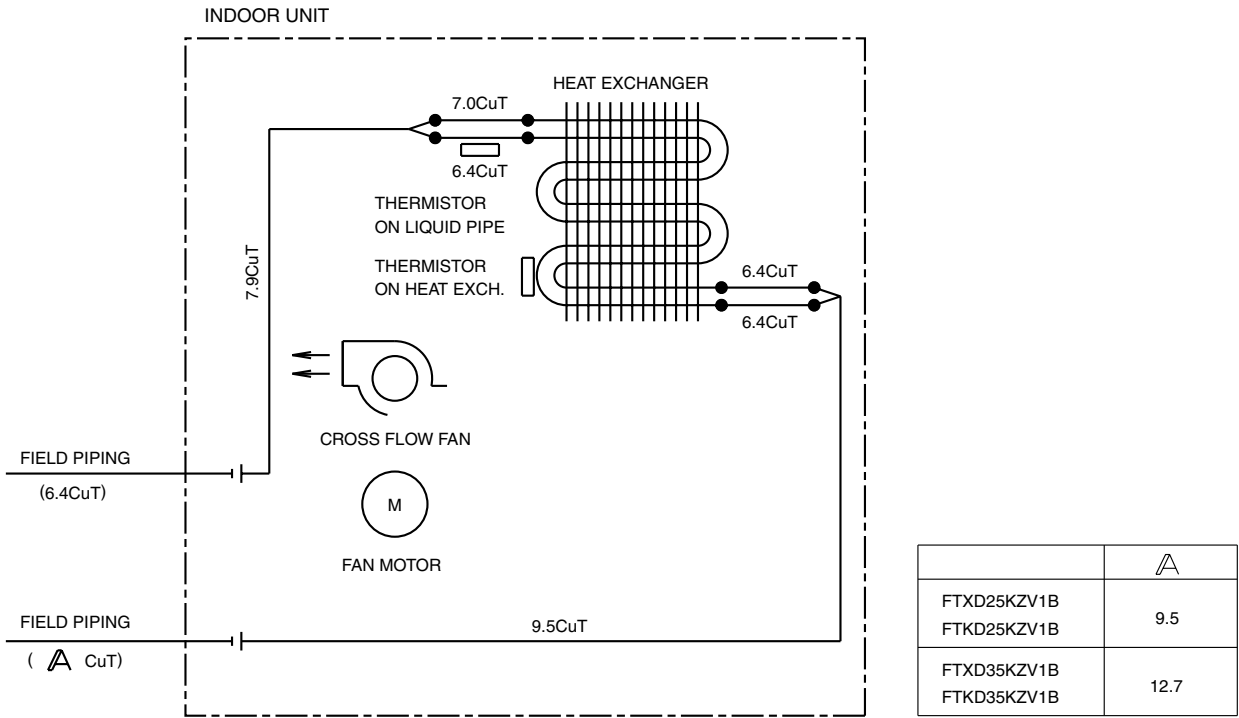 INDOOR UNIT
HEAT EXCHANGER
7.0CuT
6.4CuT
THERMISTOR
ON LIQUID PIPE
THERMISTOR
ON HEAT EXCH.
7.9CuT
6.4CuT
6.4CuT
CROSS FLOW FAN
FIELD PIPING
(6.4CuT)
M
FAN MOTOR
FIELD PIPING
( A CuT)
9.5CuT
A
FTXD25KZV1B
FTKD25KZV1B
9.5
FTXD35KZV1B
FTKD35KZV1B
12.7